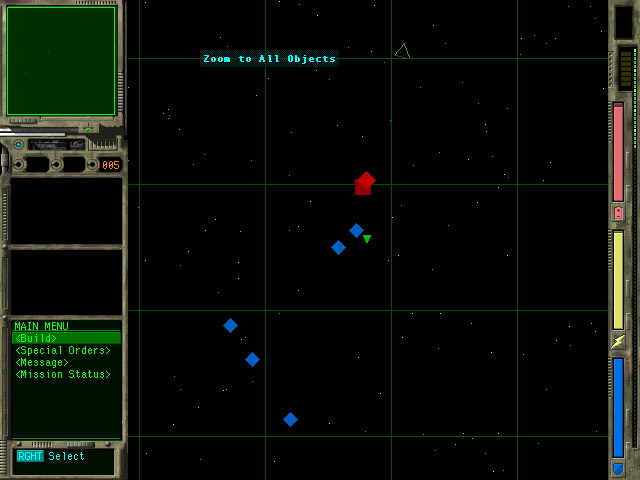 Zoom to All Objects
005
MAIN MENU
<Build>
<Special Orders>
<Message>
<Mission Status>
RGHT Select